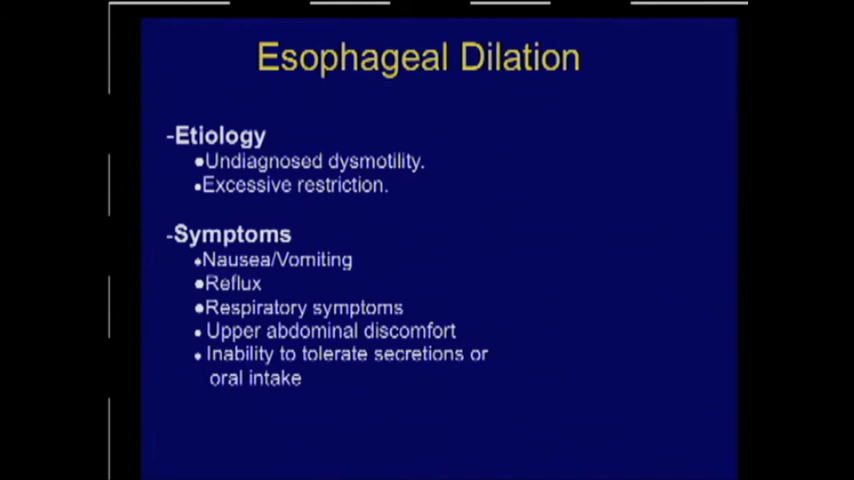 Esophageal Dilation
-Etiology
●Undiagnosed dysmotility.
●Excessive restriction.
-Symptoms
●Nausea/Vomiting
●Reflux
●Respiratory symptoms
● Upper abdominal discomfort
● Inability to tolerate secretions or
oral intake